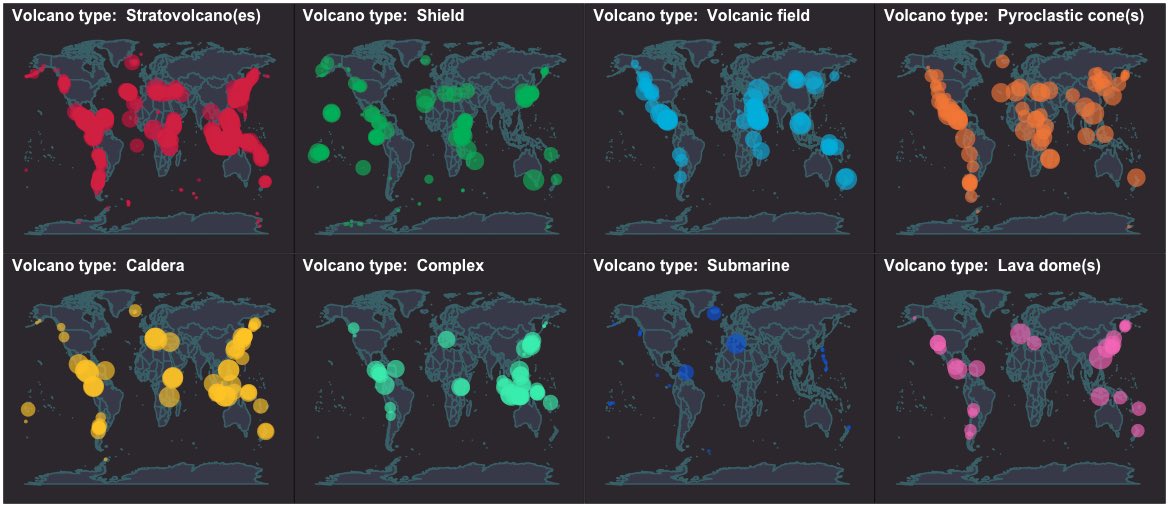 Volcano type:  Stratovolcano(es)
Volcano type:  Shield
Volcano type:  Volcanic field
Volcano type:  Pyroclastic cone(s)
Volcano type:  Caldera
Volcano type:  Complex
Volcano type:  Submarine
Volcano type:  Lava dome(s)